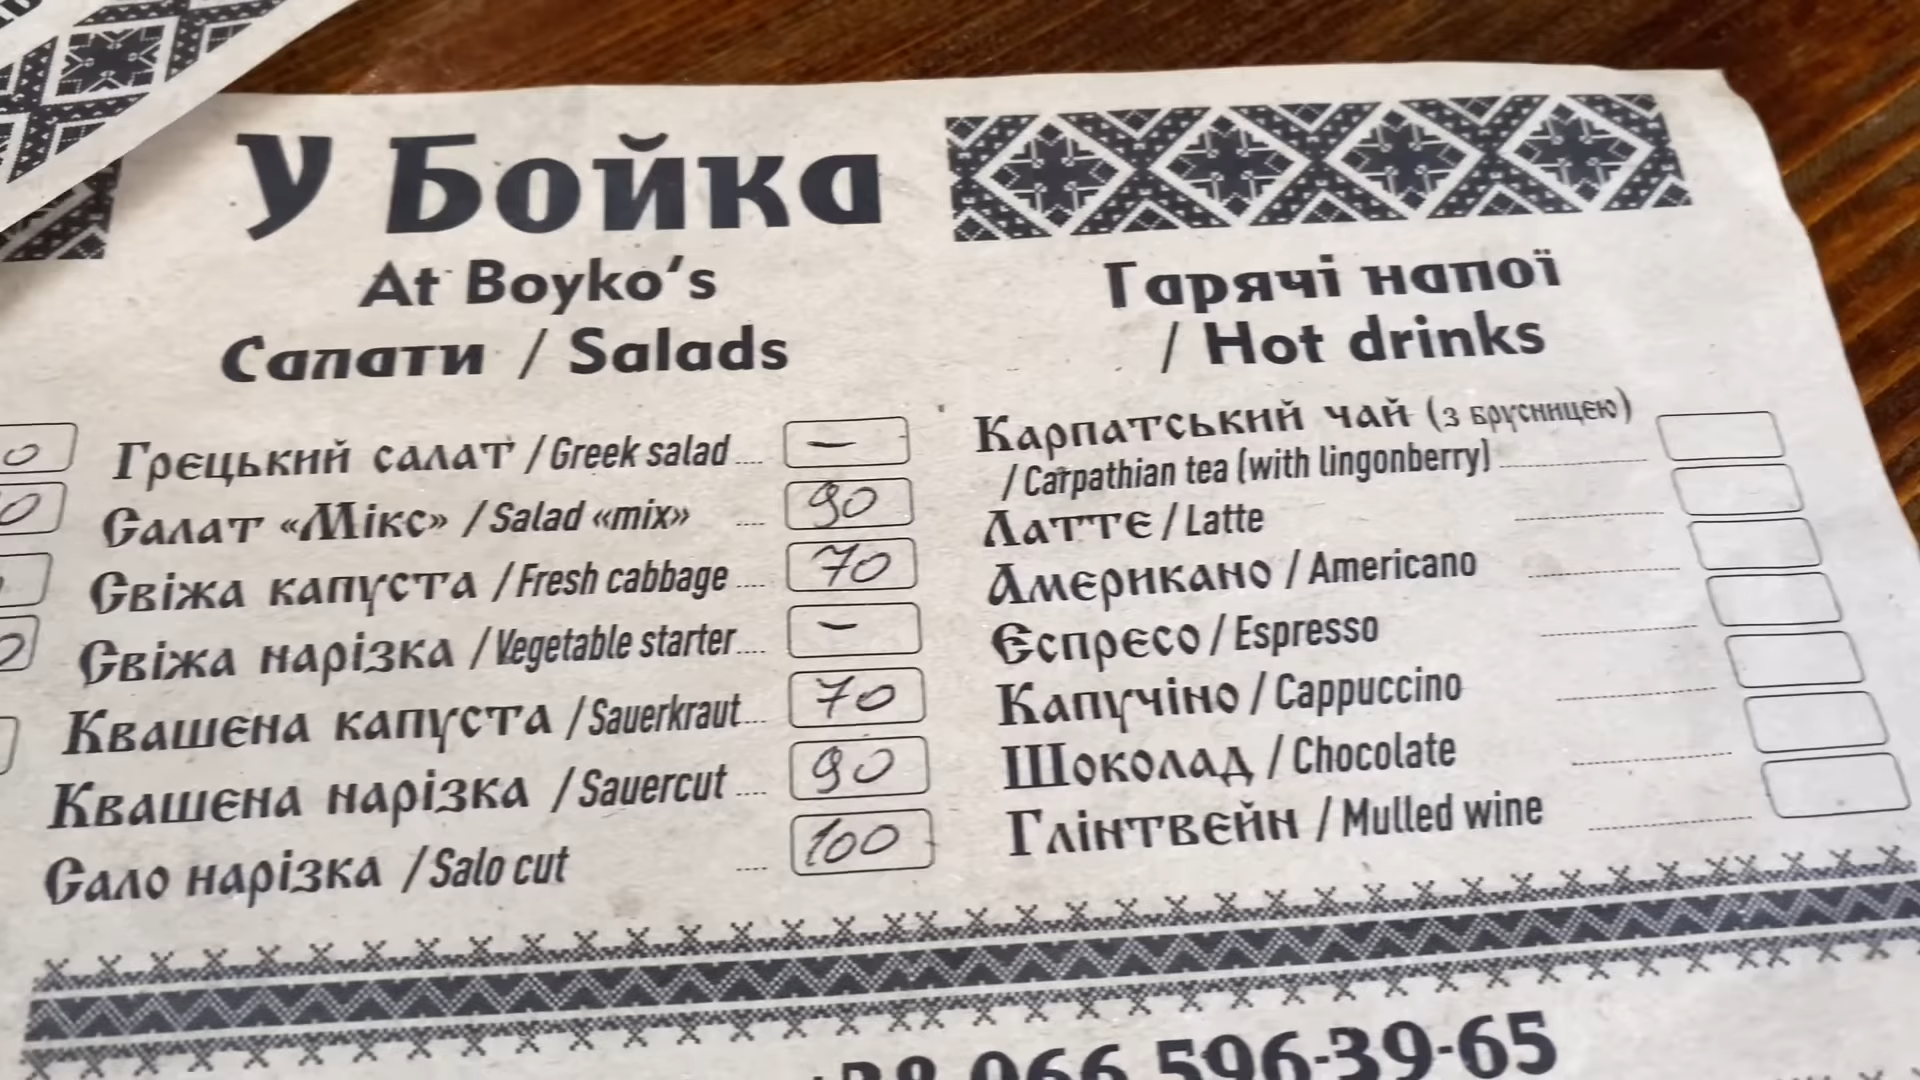 У Бойка
At Boyko's
Салати / Salads
Грецький салат / Greek salad .... –
Салат «Мікс» / Salad «mix» .... 90
Свіжа капуста / Fresh cabbage .... 70
Свіжа нарізка / Vegetable starter .... –
Квашена капуста / Sauerkraut .... 70
Квашена нарізка / Sauercut .... 90
Сало нарізка / Salo cut .... 100
Гарячі напої
/ Hot drinks
Карпатський чай (з брусницею)
/ Carpathian tea (with lingonberry)
Латте / Latte
Американо / Americano
Еспресо / Espresso
Капучіно / Cappuccino
Шоколад / Chocolate
Глінтвейн / Mulled wine
+38 066 596-39-65